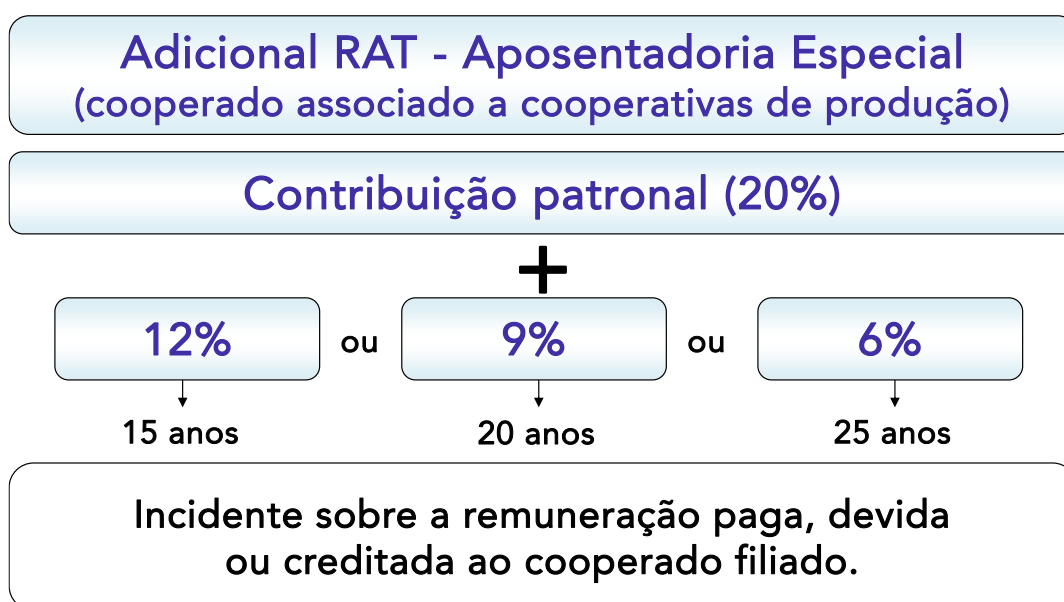 Adicional RAT - Aposentadoria Especial
(cooperado associado a cooperativas de produção)
Contribuição patronal (20%)
+
12% ou 9% ou 6%
15 anos 20 anos 25 anos
Incidente sobre a remuneração paga, devida
ou creditada ao cooperado filiado.